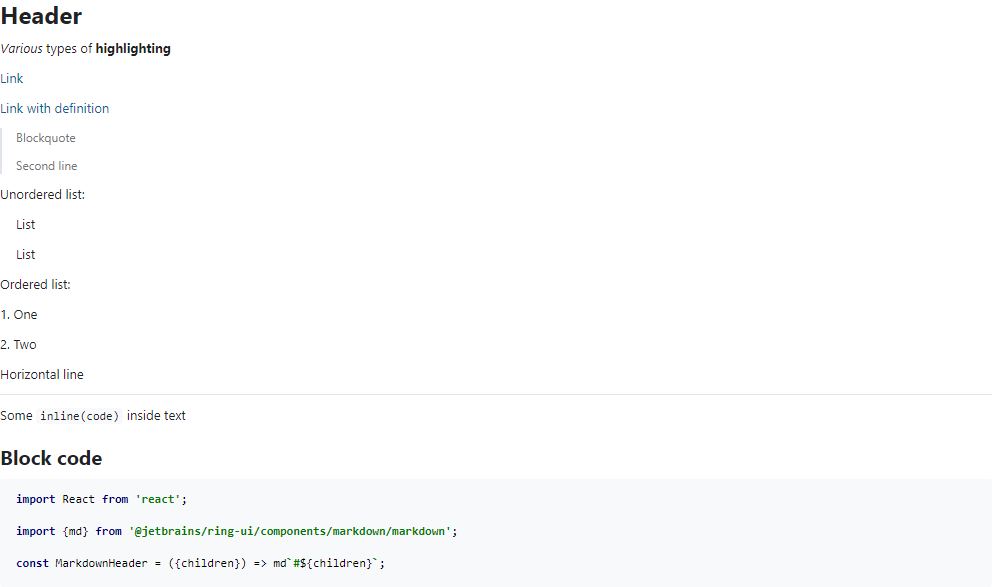 Header
Various types of highlighting
Link
Link with definition
Blockquote
Second line
Unordered list:
List
List
Ordered list:
1. One
2. Two
Horizontal line
Some inline(code) inside text
Block code
import React from 'react';
import {md} from '@jetbrains/ring-ui/components/markdown/markdown';
const MarkdownHeader = ({children}) => md`#${children}`;